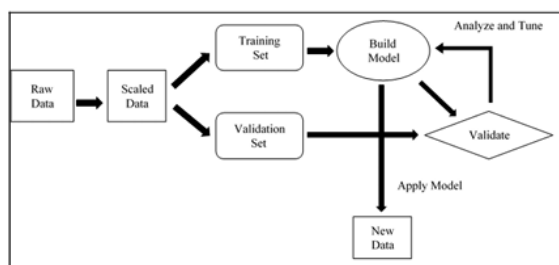 Analyze and Tune
Training
Set
Build
Model
Raw
Data
Scaled
Data
Validation
Set
Validate
Apply Model
New
Data